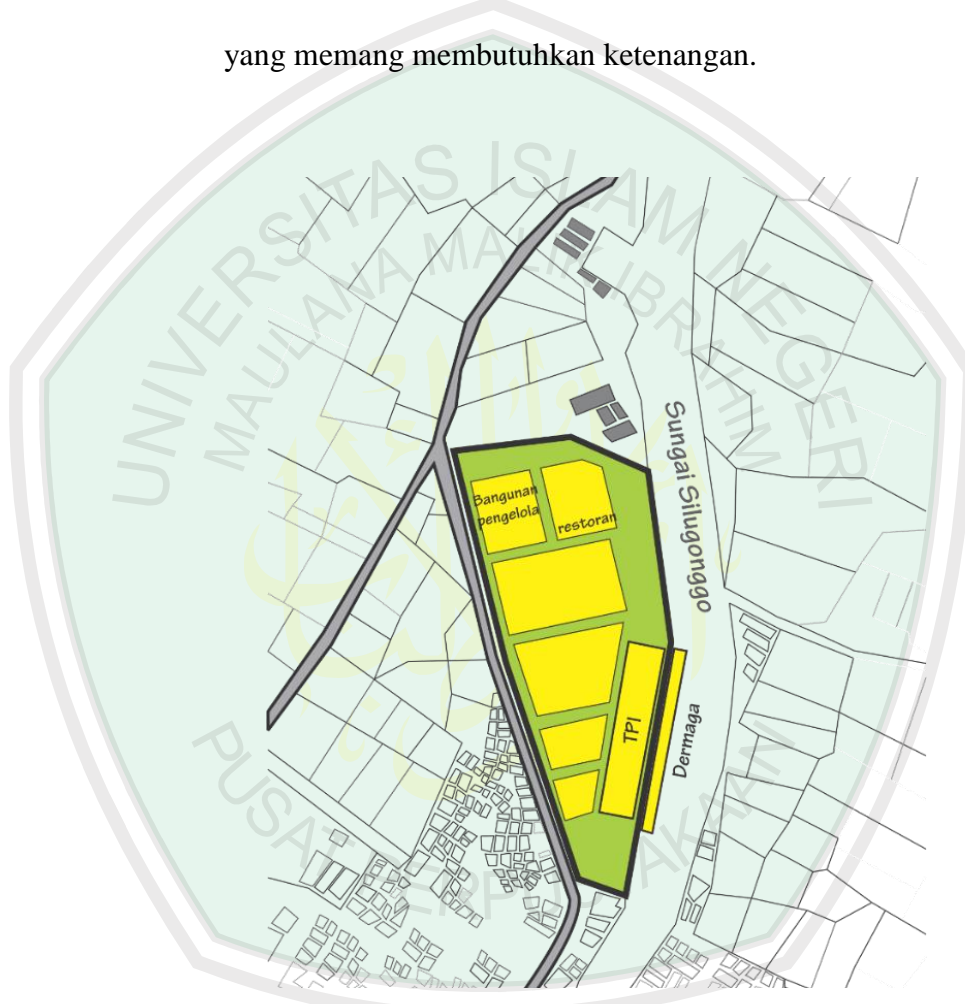 yang memang membutuhkan ketenangan.
UNIVERSITAS ISLAM NEGERI
MAULANA MALIK IBRAHIM
Sungai Silugonggo
Bangunan
pengelola
restoran
TPI
Dermaga
PUSAT PERPUSTAKAAN